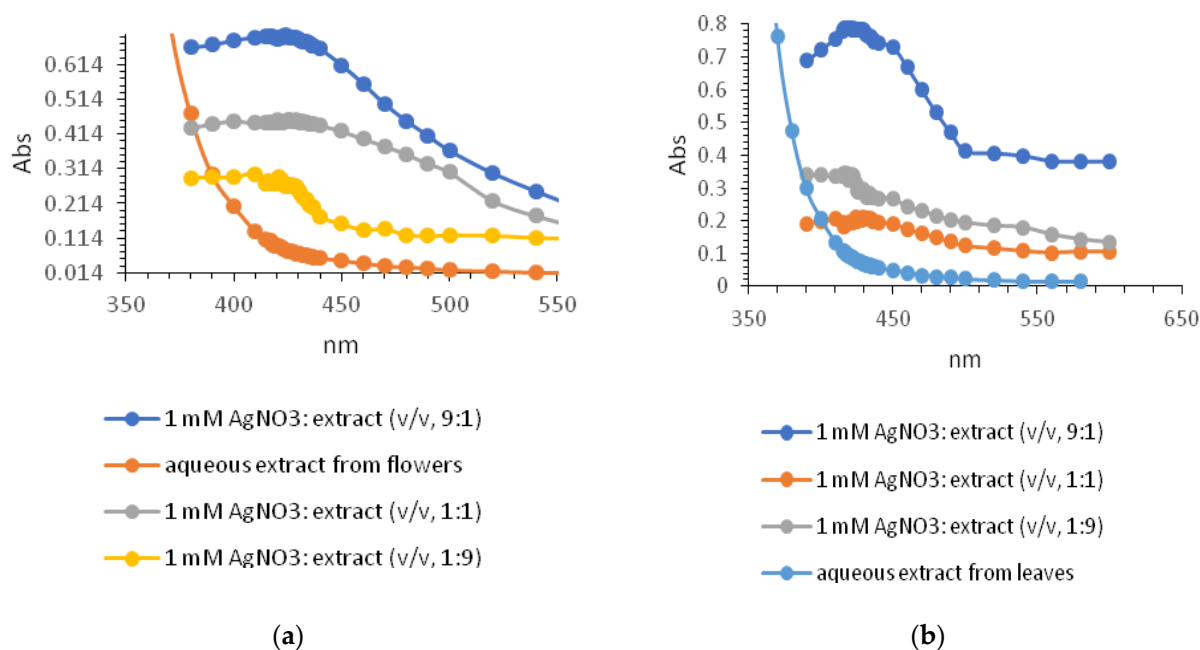 0.614
0.514
0.414
0.314
0.214
0.114
0.014
Abs
350
400
450
500
550
nm
1 mM AgNO3: extract (v/v, 9:1)
aqueous extract from flowers
1 mM AgNO3: extract (v/v, 1:1)
1 mM AgNO3: extract (v/v, 1:9)
(a)
0.8
0.7
0.6
0.5
0.4
0.3
0.2
0.1
0
Abs
350
450
550
650
nm
1 mM AgNO3: extract (v/v, 9:1)
1 mM AgNO3: extract (v/v, 1:1)
1 mM AgNO3: extract (v/v, 1:9)
aqueous extract from leaves
(b)